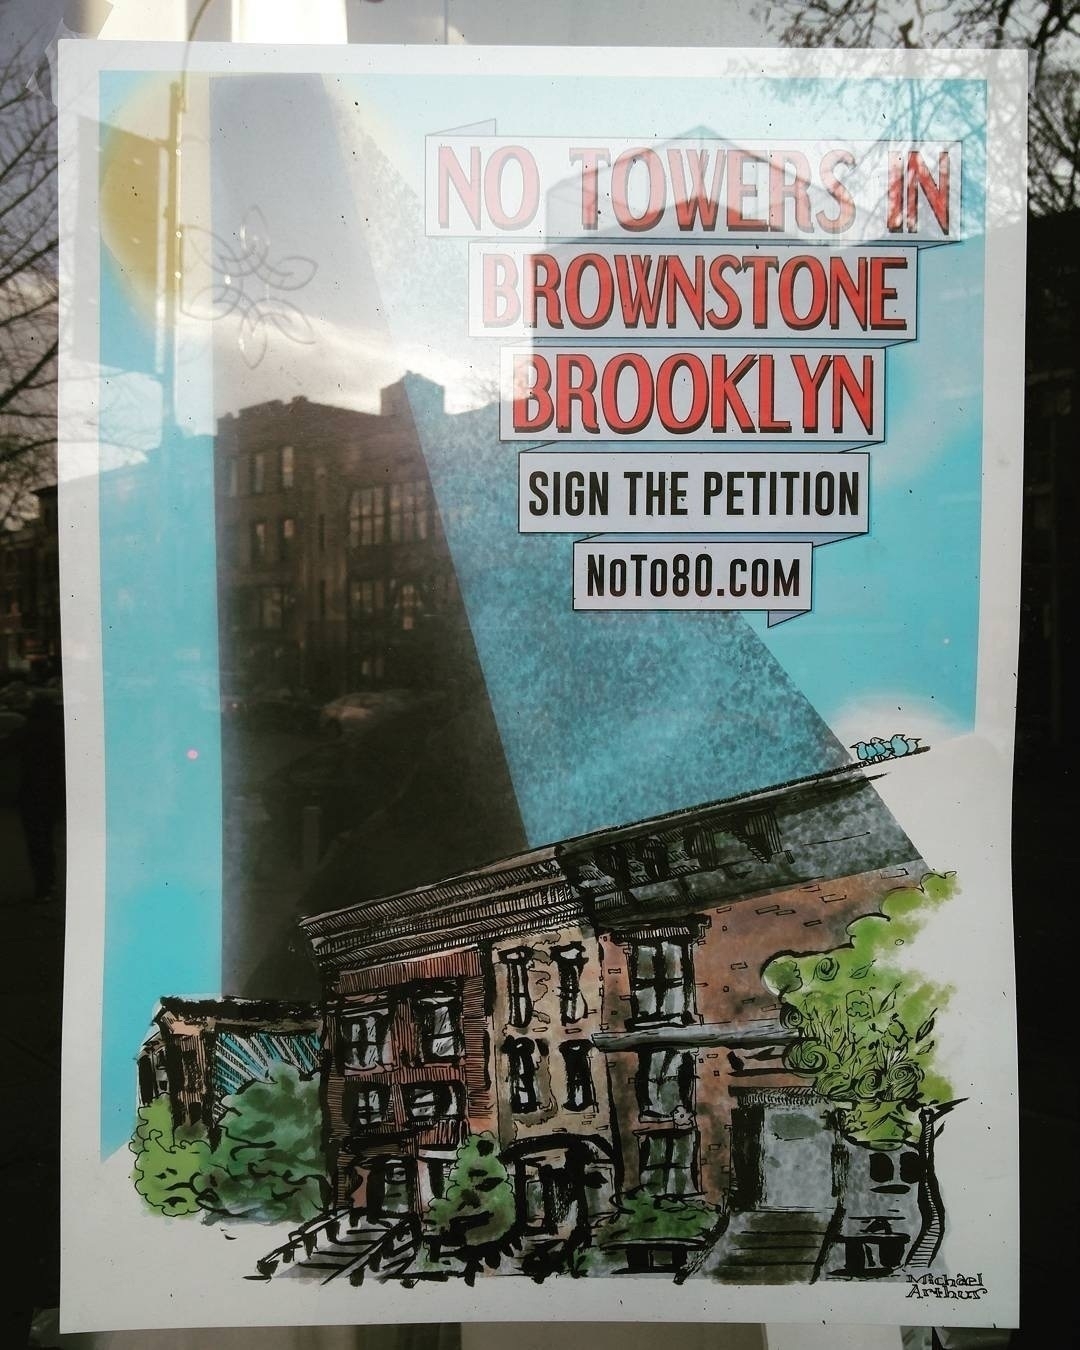 NO TOWERS IN
BROWNSTONE
BROOKLYN
SIGN THE PETITION
NOTO80.COM
Michael
Arthur